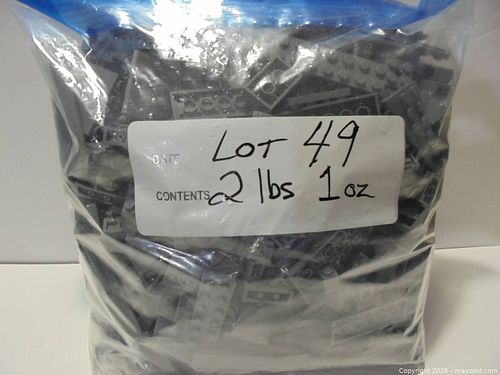 DATE LOT 49
CONTENTS 2 lbs 1 oz
Copyright 2026 - maxsold.com